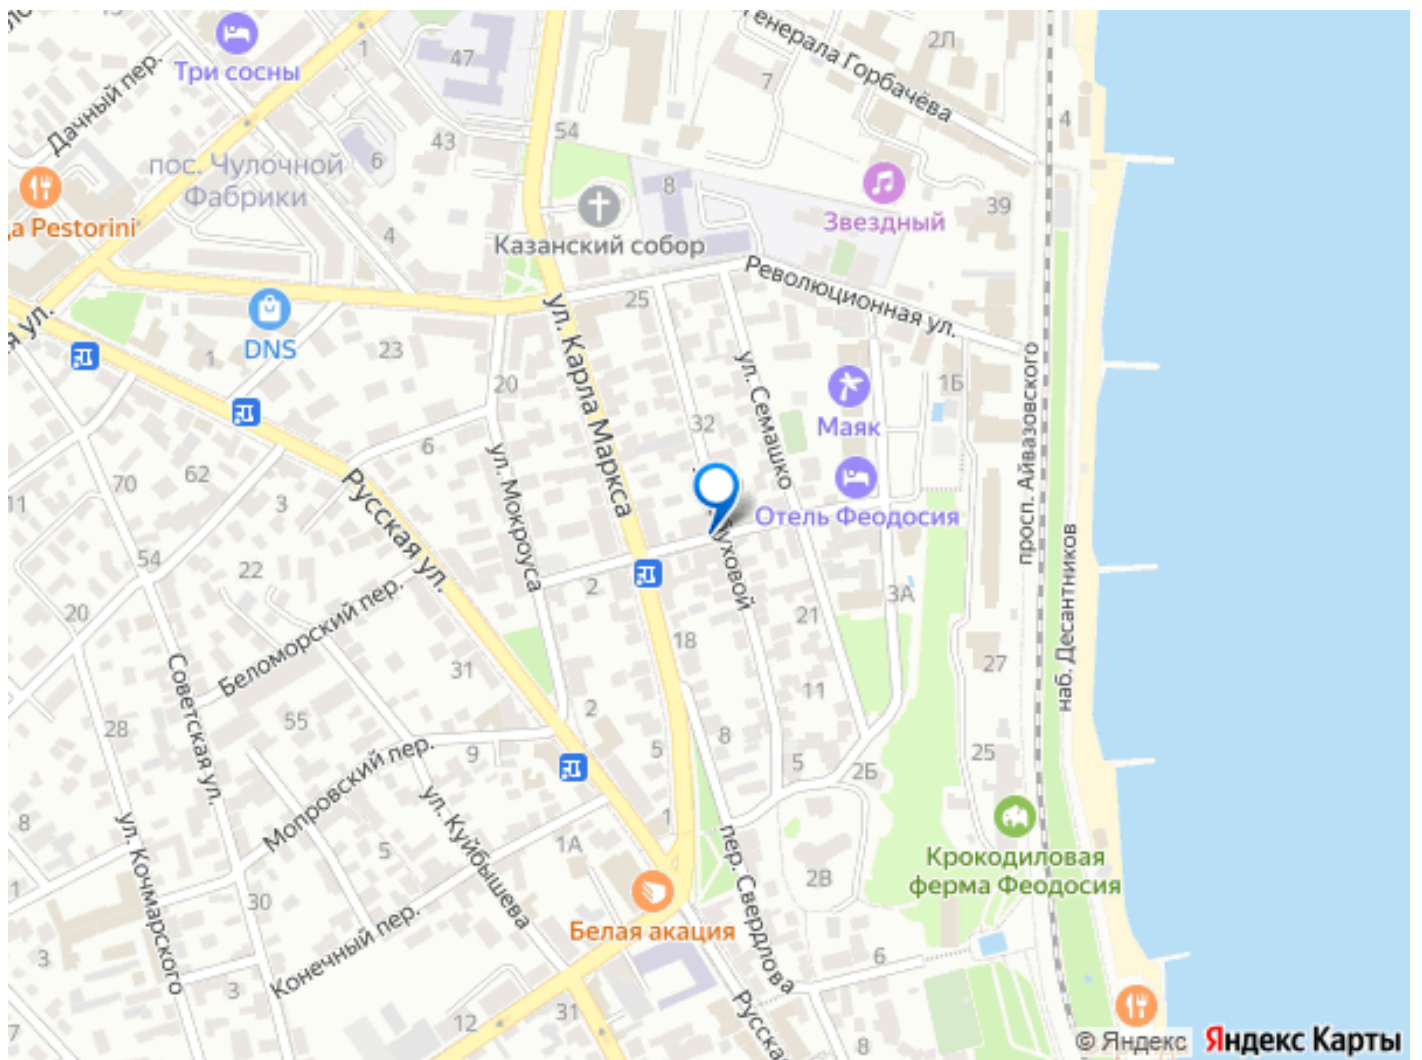 Три сосны
Дачный пер.
1
47
Генерала Горбачёва
2Л
7
4
54
43
6
пос. Чулочной
Фабрики
8
Звездный
39
Pestorini
4
Казанский собор
Революционная ул.
25
DNS
1
23
20
ул. Карла Маркса
ул. Семашко
Маяк
1Б
просп. Айвазовского
32
6
62
70
11
3
Русская ул.
ул. Мокроуса
Отель Феодосия
наб. Десантников
54
22
2
3А
20
Беломорский пер.
18
21
31
27
Советская ул.
11
55
2
28
8
5
9
5
2Б
25
Мопровский пер.
8
ул. Куйбышева
1
1А
Крокодиловая
ферма Феодосия
5
пер. Свердлова
2В
ул. Кочмарского
1
30
Конечный пер.
Белая акация
3
3
6
12
31
Русская
7
8
© Яндекс Яндекс Карты